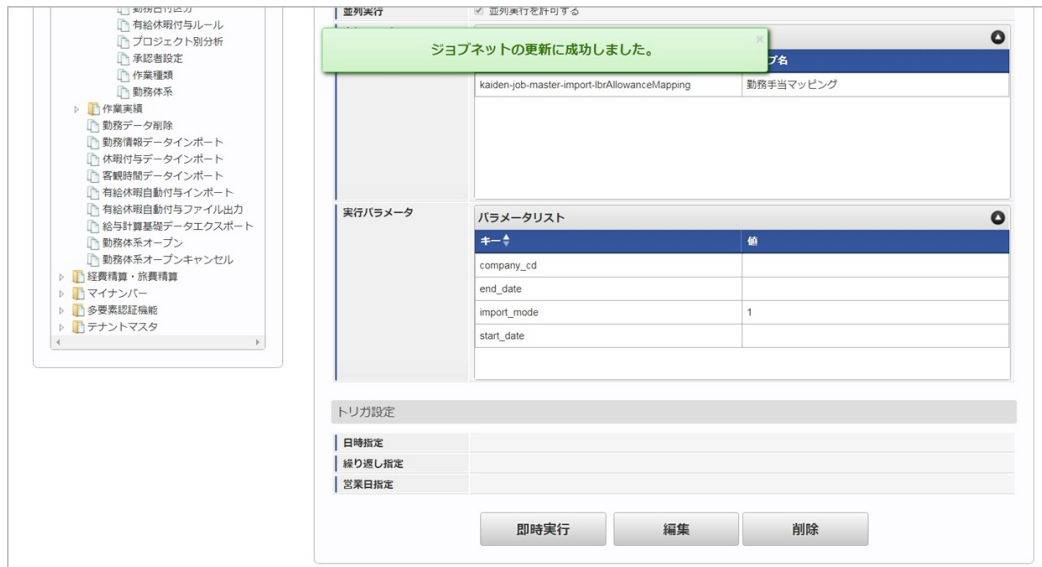 勤務日付区分
有給休暇付与ルール
プロジェクト別分析
承認者設定
作業種類
勤務体系
作業実績
勤務データ削除
勤務情報データインポート
休暇付与データインポート
客観時間データインポート
有給休暇自動付与インポート
有給休暇自動付与ファイル出力
給与計算基礎データエクスポート
勤務体系オープン
勤務体系オープンキャンセル
経費精算・旅費精算
マイナンバー
多要素認証機能
テナントマスタ
並列実行
並列実行を許可する
ジョブネットの更新に成功しました。
ブ名
kaiden-job-master-import-lbrAllowanceMapping
勤務手当マッピング
実行パラメータ
パラメータリスト
キー
値
company_cd
end_date
import_mode
1
start_date
トリガ設定
日時指定
繰り返し指定
営業日指定
即時実行
編集
削除